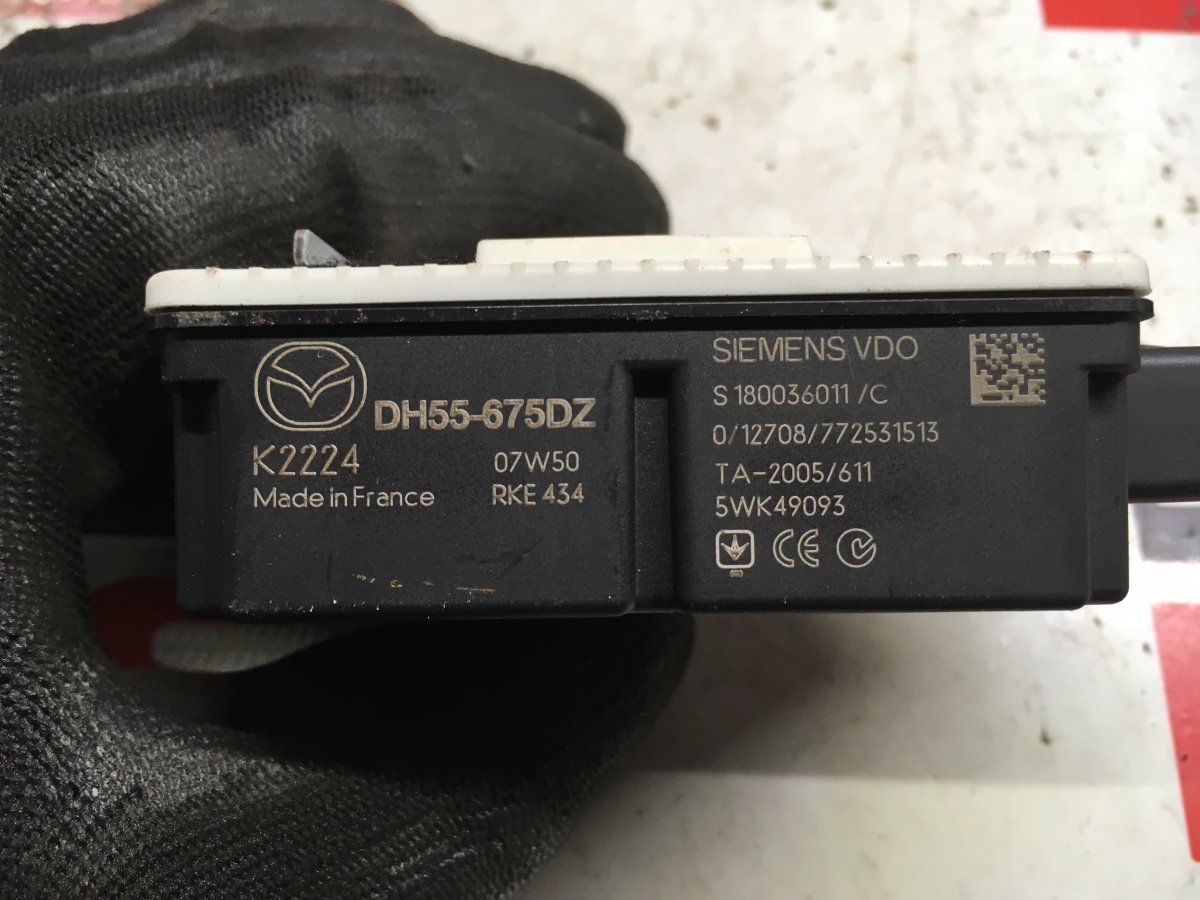 DH55-675DZ
K2224
07W50
Made in France
RKE 434
SIEMENS VDO
S 180036011 /C
0/12708/772531513
TA-2005/611
5WK49093
CE